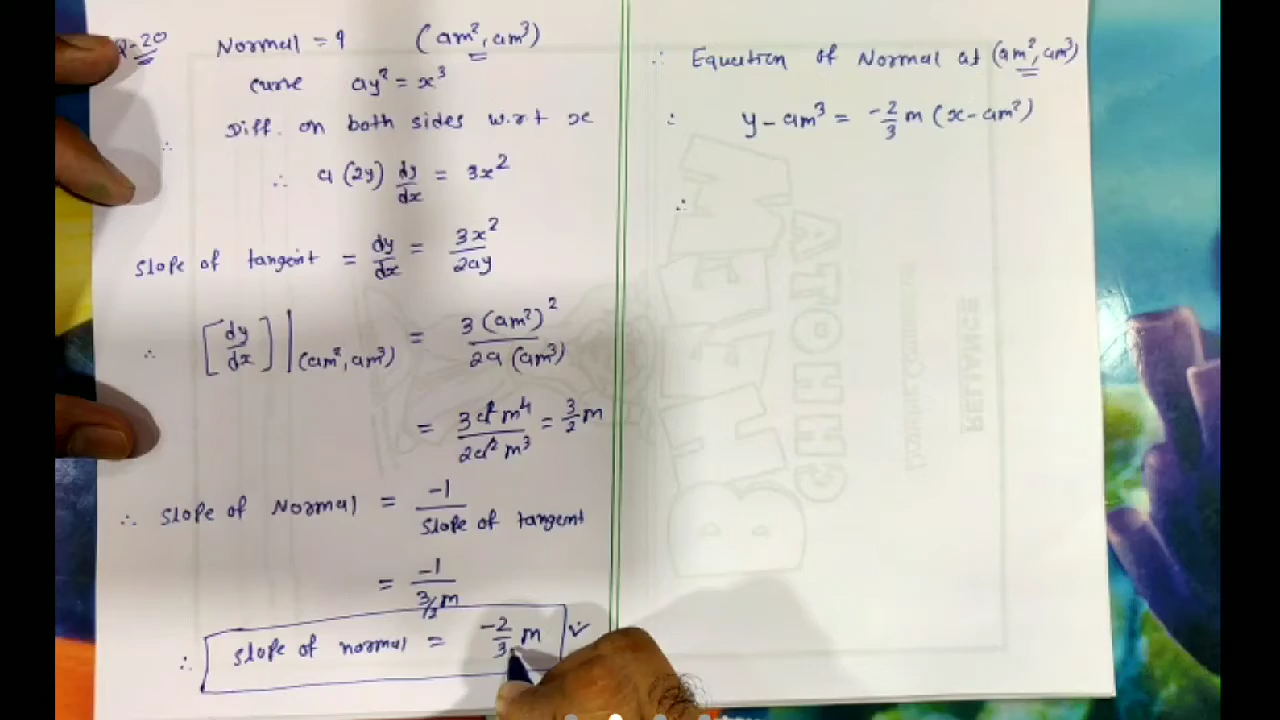 Q-20 Normal = ? (am², am³)
curve ay² = x³
Diff. on both sides w.r.t x
∴ a (2y) dy/dx = 3x²
Slope of tangent = dy/dx = 3x²/2ay
∴ [dy/dx] | (am², am³) = 3 (am²)²/2a (am³)
= 3a²m⁴/2a²m³ = 3/2 m
∴ Slope of Normal = -1/Slope of tangent
= -1/
∴ Slope of normal = -2/3 m
∴ Equation of Normal at (am², am³)
∴ y - am³ = -2/3 m (x - am²)
∴
BHEEM
CHHOTA
RELIANCE